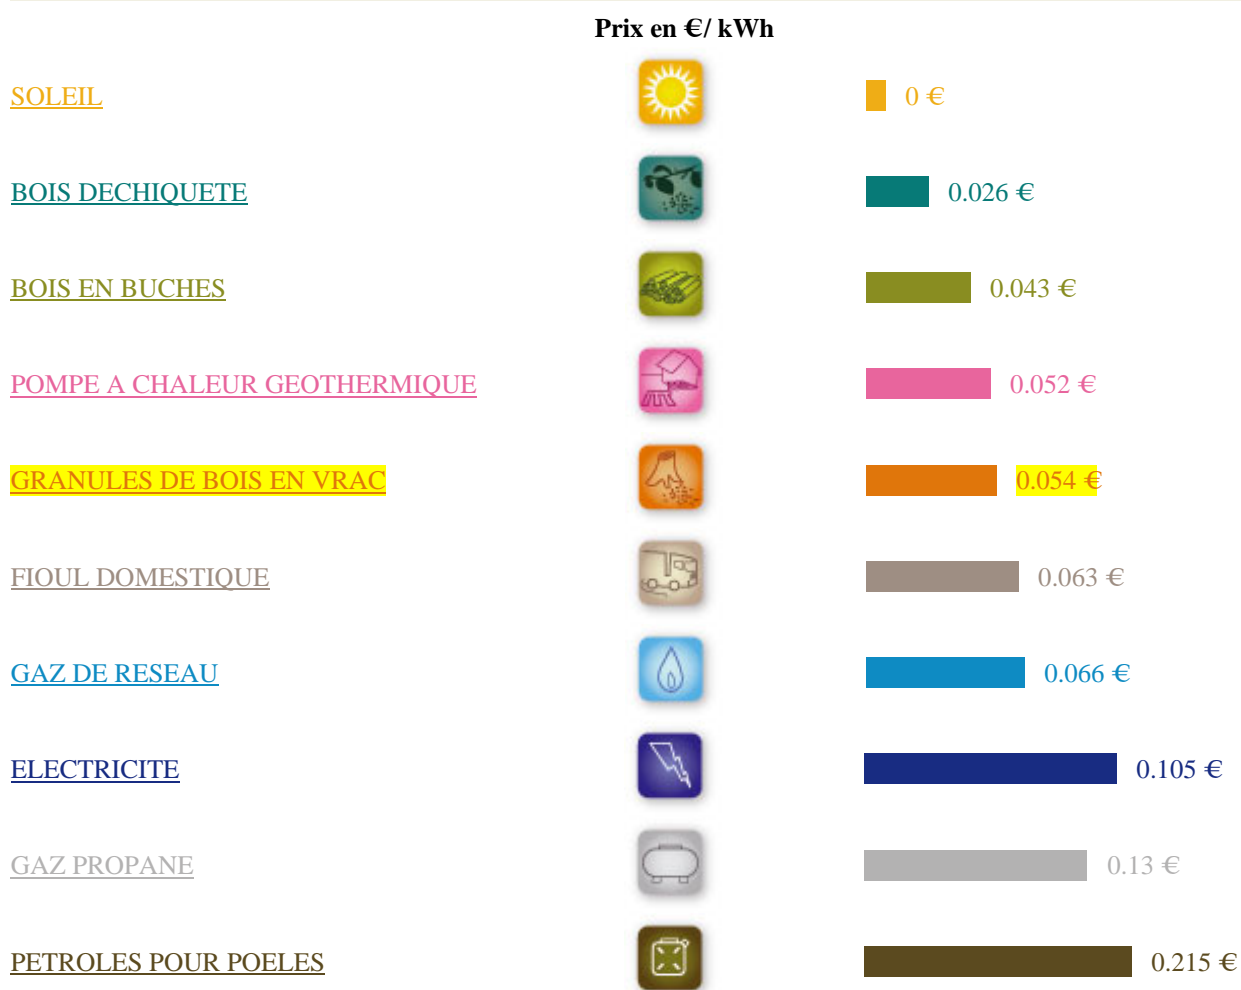 Prix en €/ kWh
SOLEIL 0 €
BOIS DECHIQUETE 0.026 €
BOIS EN BUCHES 0.043 €
POMPE A CHALEUR GEOTHERMIQUE 0.052 €
GRANULES DE BOIS EN VRAC 0.054 €
FIOUL DOMESTIQUE 0.063 €
GAZ DE RESEAU 0.066 €
ELECTRICITE 0.105 €
GAZ PROPANE 0.13 €
PETROLES POUR POELES 0.215 €